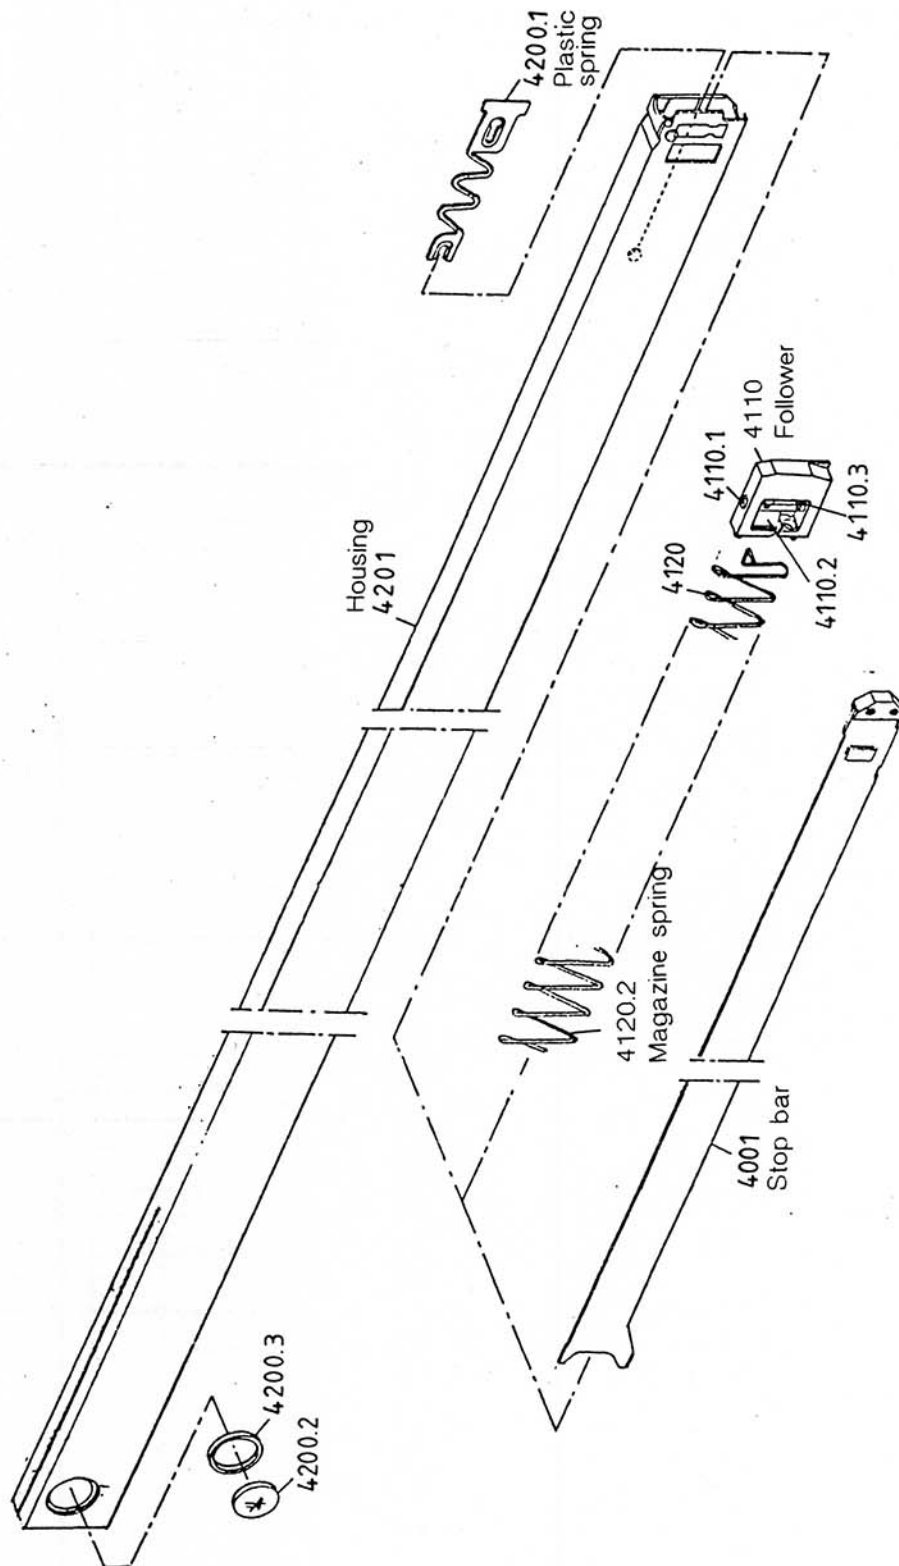 4200.1
Plastic
spring
Housing
4201
4110.1
4110
Follower
4110.3
4110.2
4120
4120.2
Magazine spring
4001
Stop bar
4200.3
4200.2